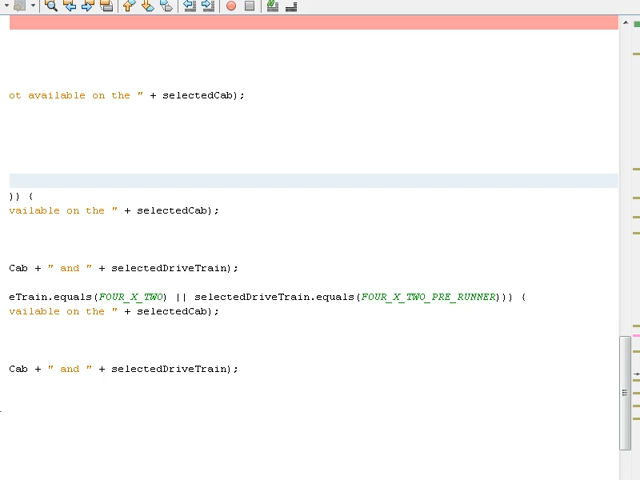 ot available on the " + selectedCab);
)) {
vailable on the " + selectedCab);
Cab + " and " + selectedDriveTrain);
eTrain.equals(FOUR_X_TWO) || selectedDriveTrain.equals(FOUR_X_TWO_PRE_RUNNER))) {
vailable on the " + selectedCab);
Cab + " and " + selectedDriveTrain);